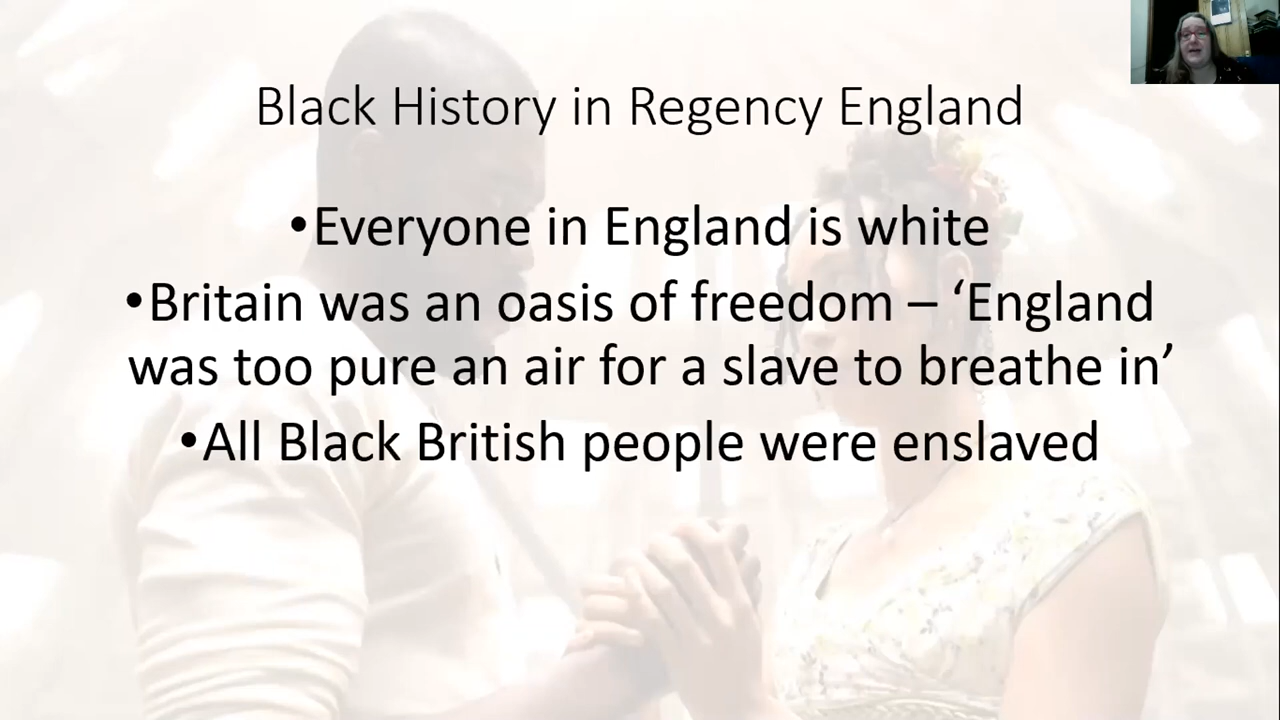 Black History in Regency England
•Everyone in England is white
•Britain was an oasis of freedom – ‘England
was too pure an air for a slave to breathe in’
•All Black British people were enslaved